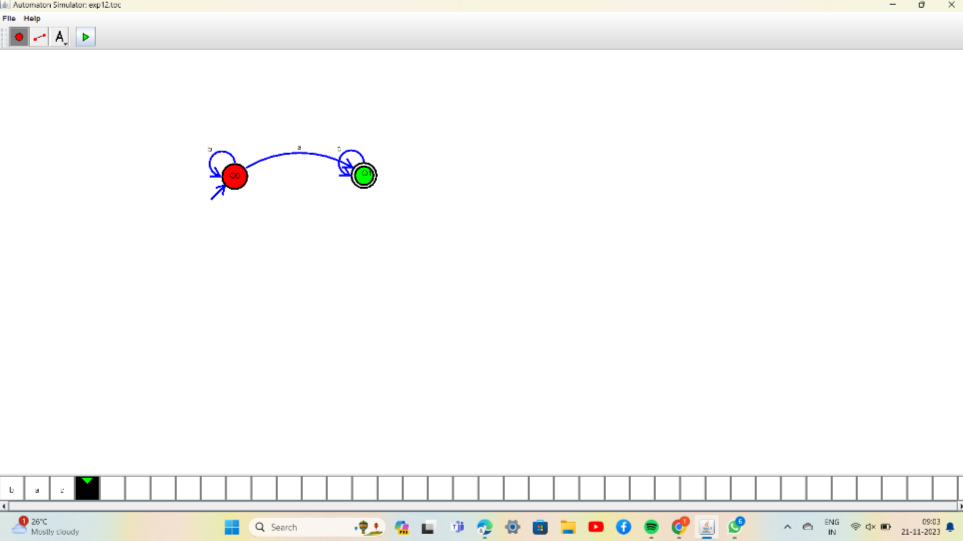 Automaton Simulator: exp12.toc
File Help
A
b a c
Q0 Q1
b a c
1 26°C ENG 09:03
Search
Mostly cloudy IN 21-11-2023